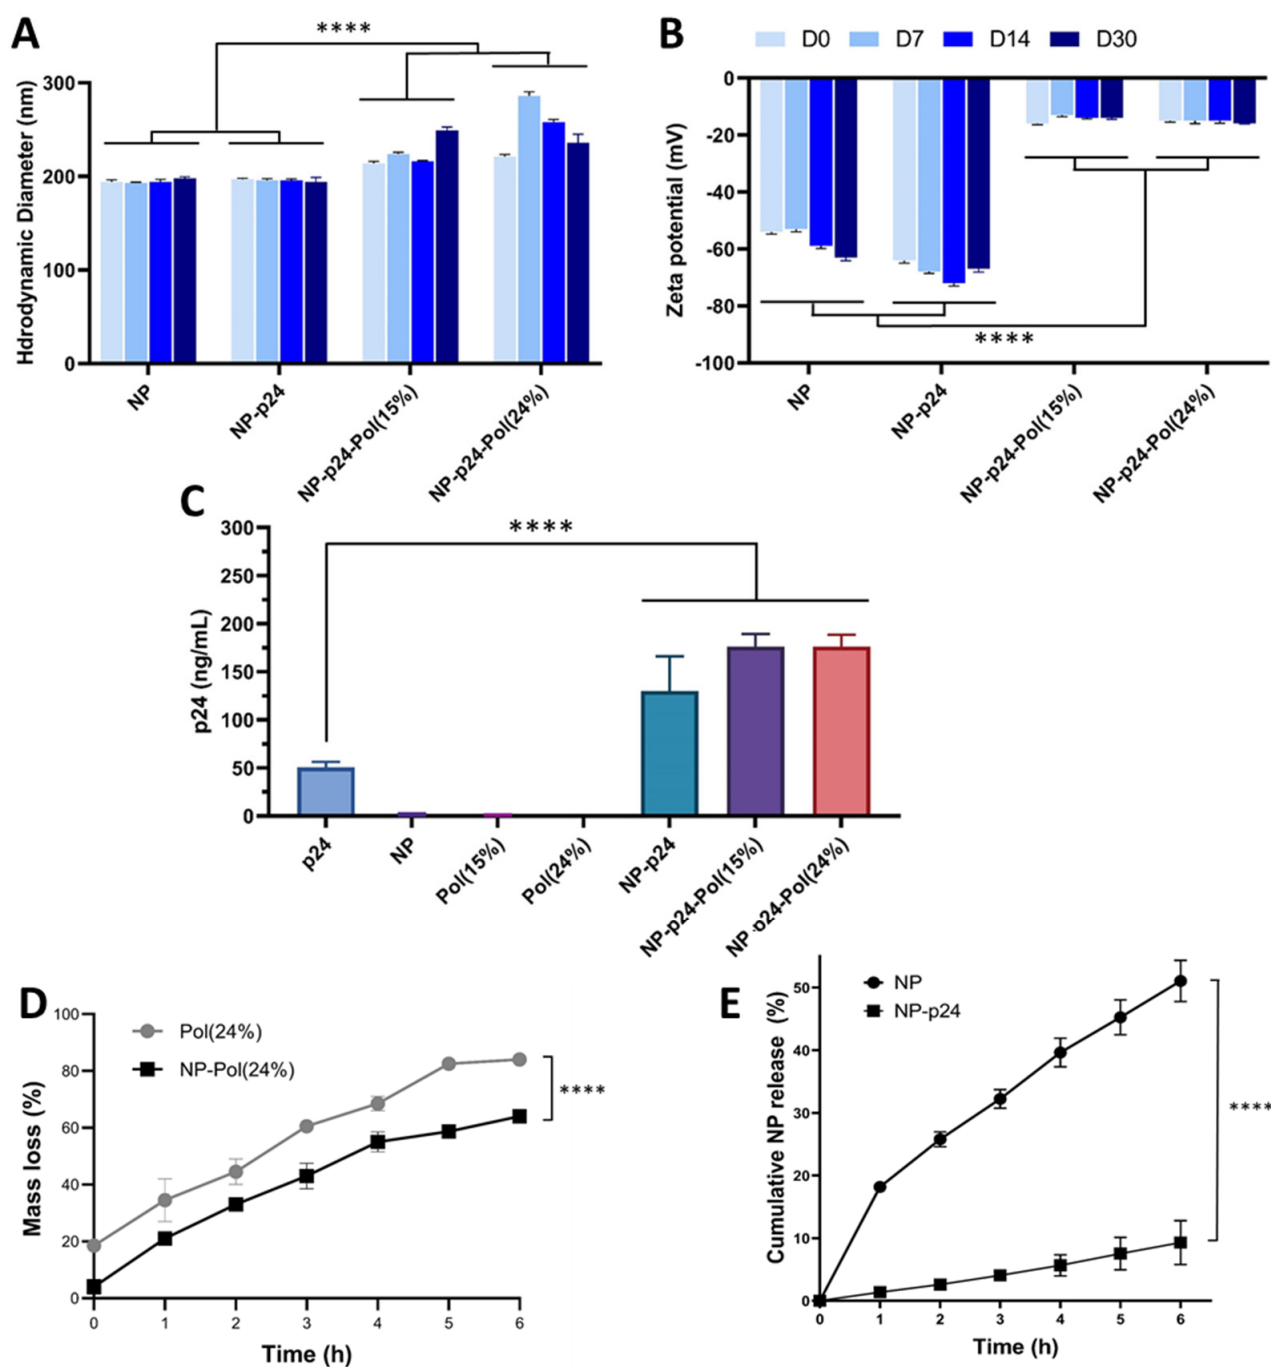 A
****
Hdrodynamic Diameter (nm)
300
200
100
0
NP
NP-p24
NP-p24-Pol(15%)
NP-p24-Pol(24%)
B
D0 D7 D14 D30
Zeta potential (mV)
0
-20
-40
-60
-80
-100
****
NP
NP-p24
NP-p24-Pol(15%)
NP-p24-Pol(24%)
C
****
p24 (ng/mL)
300
250
200
150
100
50
0
p24
NP
Pol(15%)
Pol(24%)
NP-p24
NP-p24-Pol(15%)
NP-p24-Pol(24%)
D
Mass loss (%)
100
80
60
40
20
0
Pol(24%)
NP-Pol(24%)
****
0 1 2 3 4 5 6
Time (h)
E
Cumulative NP release (%)
50
40
30
20
10
0
NP
NP-p24
****
0 1 2 3 4 5 6
Time (h)